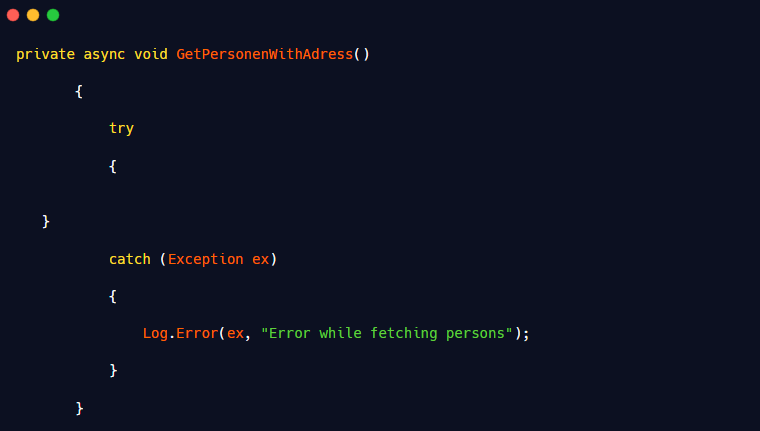 private async void GetPersonenWithAdress()
{
try
{
}
catch (Exception ex)
{
Log.Error(ex, "Error while fetching persons");
}
}